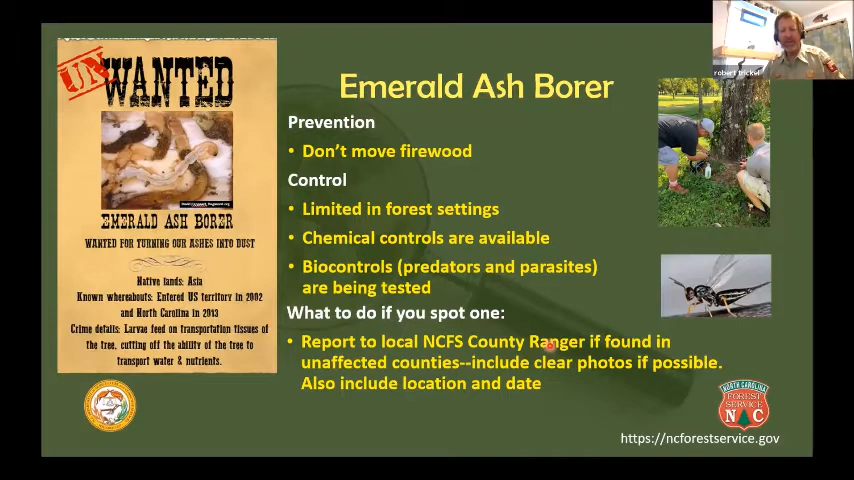 UN
WANTED
EMERALD ASH BORER
WANTED FOR TURNING OUR ASHES INTO DUST
Native lands: Asia
Known whereabouts: Entered US territory in 2002
and North Carolina in 2013
Crime details: Larvae feed on transportation tissues of
the tree, cutting off the ability of the tree to
transport water & nutrients.
Emerald Ash Borer
Prevention
• Don't move firewood
Control
• Limited in forest settings
• Chemical controls are available
• Biocontrols (predators and parasites)
are being tested
What to do if you spot one:
• Report to local NCFS County Ranger if found in
unaffected counties--include clear photos if possible.
Also include location and date
robert trickel
NORTH CAROLINA
FOREST
SERVICE
N C
https://ncforestservice.gov